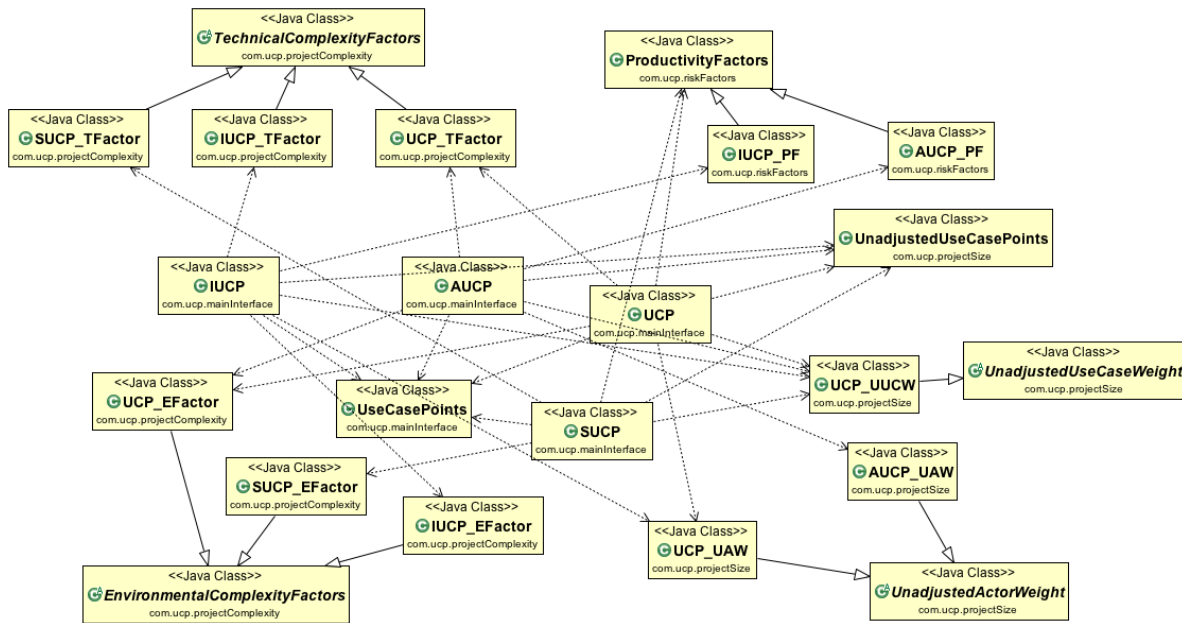 <<Java Class>>
TechnicalComplexityFactors
com.ucp.projectComplexity
<<Java Class>>
ProductivityFactors
com.ucp.riskFactors
<<Java Class>>
SUCP_TFactor
com.ucp.projectComplexity
<<Java Class>>
IUCP_TFactor
com.ucp.projectComplexity
<<Java Class>>
UCP_TFactor
com.ucp.projectComplexity
<<Java Class>>
IUCP_PF
com.ucp.riskFactors
<<Java Class>>
AUCP_PF
com.ucp.riskFactors
<<Java Class>>
UnadjustedUseCasePoints
com.ucp.projectSize
<<Java Class>>
IUCP
com.ucp.mainInterface
<<Java Class>>
AUCP
com.ucp.mainInterface
<<Java Class>>
UCP
com.ucp.mainInterface
<<Java Class>>
UCP_UUCW
com.ucp.projectSize
<<Java Class>>
UnadjustedUseCaseWeight
com.ucp.projectSize
<<Java Class>>
UCP_EFactor
com.ucp.projectComplexity
<<Java Class>>
UseCasePoints
com.ucp.mainInterface
<<Java Class>>
SUCP
com.ucp.mainInterface
<<Java Class>>
AUCP_UAW
com.ucp.projectSize
<<Java Class>>
SUCP_EFactor
com.ucp.projectComplexity
<<Java Class>>
IUCP_EFactor
com.ucp.projectComplexity
<<Java Class>>
UCP_UAW
com.ucp.projectSize
<<Java Class>>
EnvironmentalComplexityFactors
com.ucp.projectComplexity
<<Java Class>>
UnadjustedActorWeight
com.ucp.projectSize